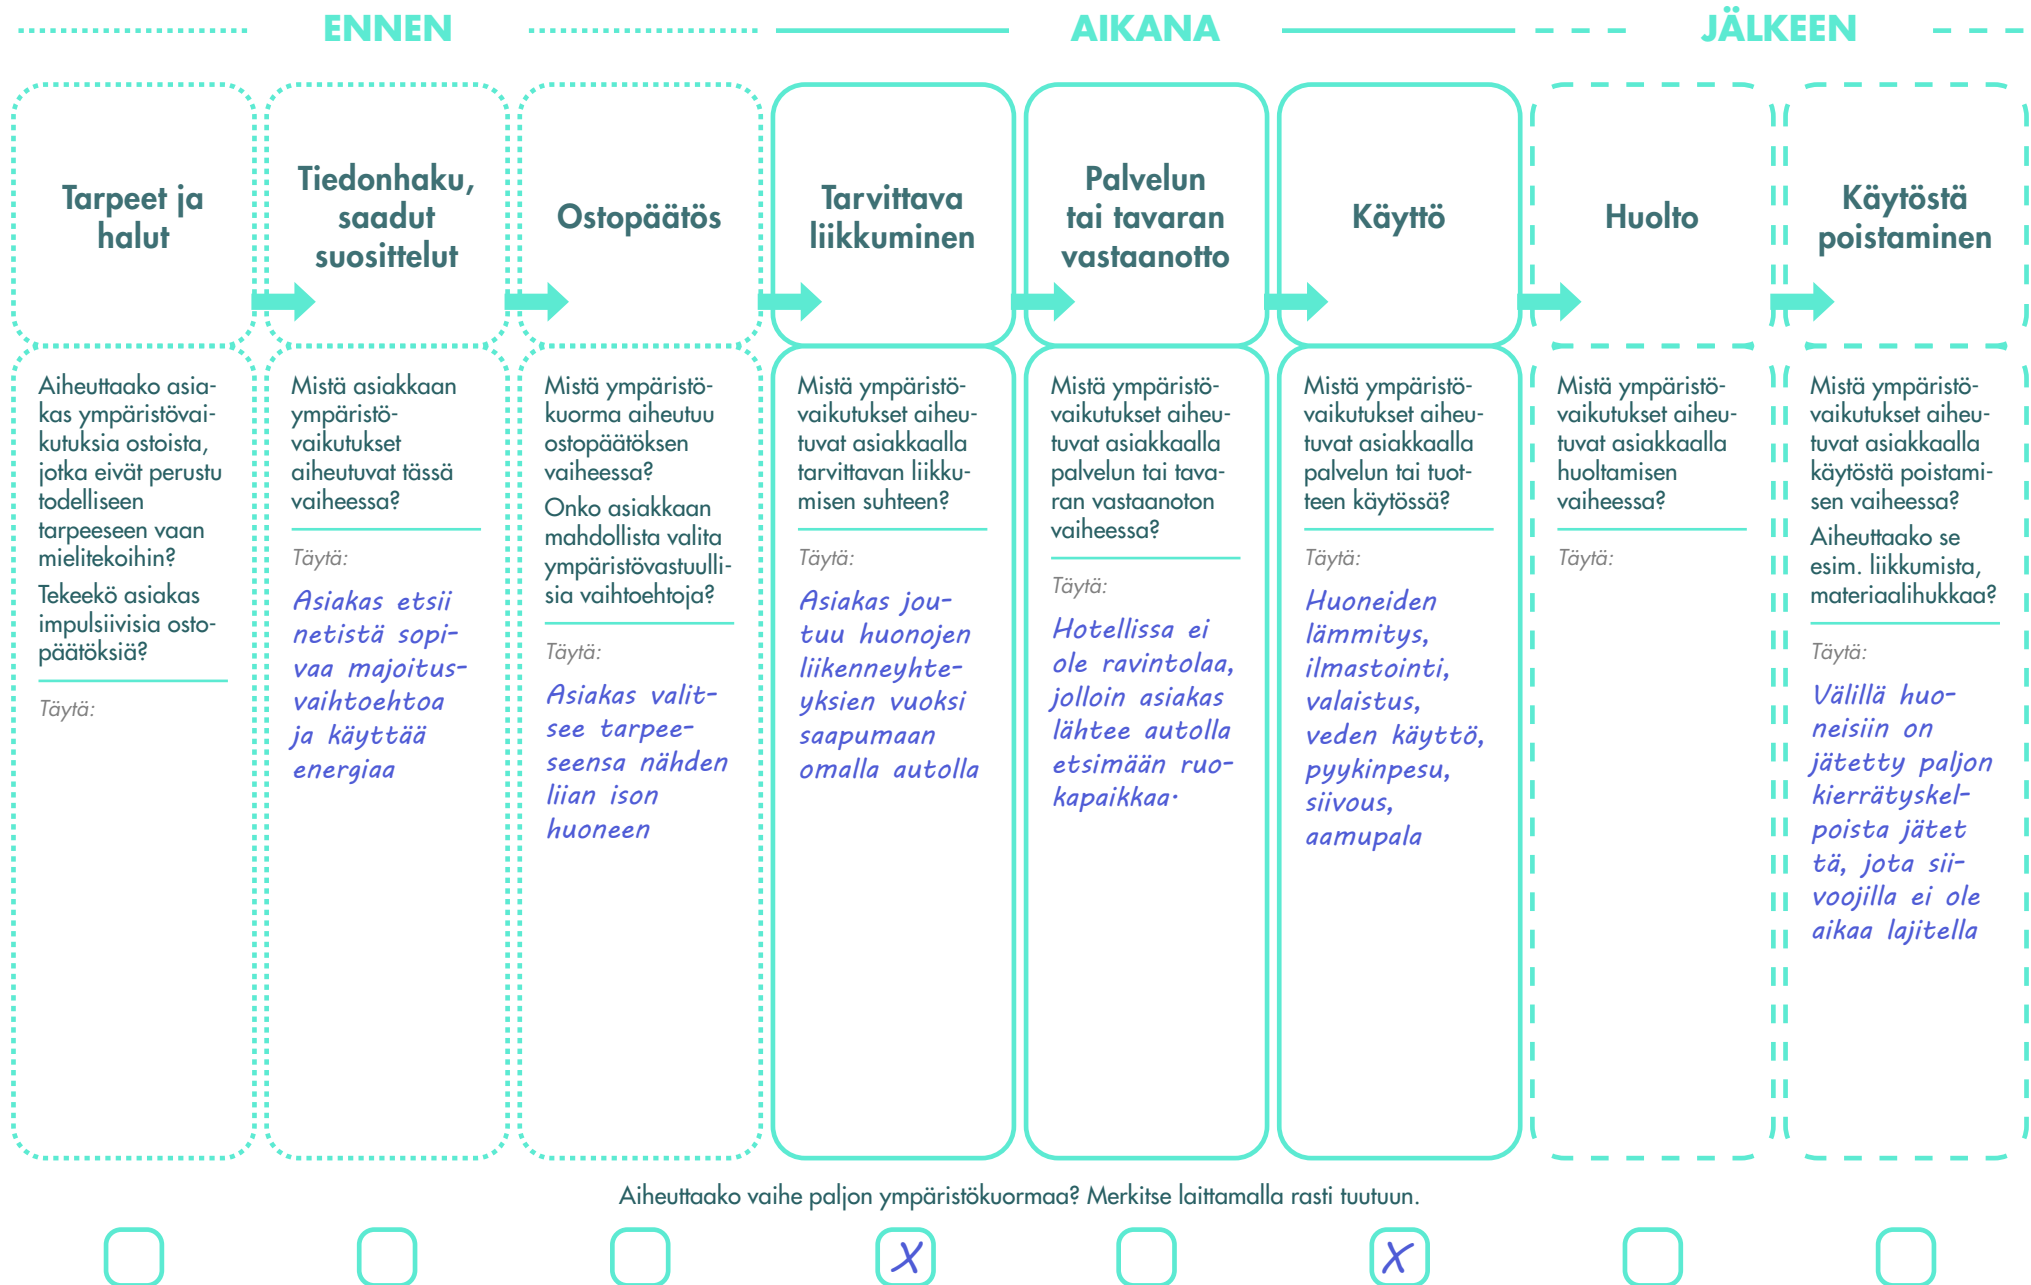 ENNEN
AIKANA
JÄLKEEN
Tarpeet ja
halut
Tiedonhaku,
saadut
suosittelut
Ostopäätös
Tarvittava
liikkuminen
Palvelun
tai tavaran
vastaanotto
Käyttö
Huolto
Käytöstä
poistaminen
Aiheuttaako asia-
kas ympäristövai-
kutuksia ostoista,
jotka eivät perustu
todelliseen
tarpeeseen vaan
mielitekoihin?
Tekeekö asiakas
impulsiivisia osto-
päätöksiä?
Täytä:
Mistä asiakkaan
ympäristö-
vaikutukset
aiheutuvat tässä
vaiheessa?
Täytä:
Asiakas etsii
netistä sopi-
vaa majoitus-
vaihtoehtoa
ja käyttää
energiaa
Mistä ympäristö-
kuorma aiheutuu
ostopäätöksen
vaiheessa?
Onko asiakkaan
mahdollista valita
ympäristövastuulli-
sia vaihtoehtoja?
Täytä:
Asiakas valit-
see tarpee-
seensa nähden
liian ison
huoneen
Mistä ympäristö-
vaikutukset aiheu-
tuvat asiakkaalla
tarvittavan liikku-
misen suhteen?
Täytä:
Asiakas jou-
tuu huonojen
liikenneyhte-
yksien vuoksi
saapumaan
omalla autolla
Mistä ympäristö-
vaikutukset aiheu-
tuvat asiakkaalla
palvelun tai tava-
ran vastaanoton
vaiheessa?
Täytä:
Hotellissa ei
ole ravintolaa,
jolloin asiakas
lähtee autolla
etsimään ruo-
kapaikkaa.
Mistä ympäristö-
vaikutukset aiheu-
tuvat asiakkaalla
palvelun tai tuot-
teen käytössä?
Täytä:
Huoneiden
lämmitys,
ilmastointi,
valaistus,
veden käyttö,
pyykinpesu,
siivous,
aamupala
Mistä ympäristö-
vaikutukset aiheu-
tuvat asiakkaalla
huoltamisen
vaiheessa?
Täytä:
Mistä ympäristö-
vaikutukset aiheu-
tuvat asiakkaalla
käytöstä poistami-
sen vaiheessa?
Aiheuttaako se
esim. liikkumista,
materiaalihukkaa?
Täytä:
Välillä huo-
neisiin on
jätetty paljon
kierrätyskel-
poista jätet
tä, jota sii-
voojilla ei ole
aikaa lajitella
Aiheuttaako vaihe paljon ympäristökuormaa? Merkitse laittamalla rasti tuutuun.
X
X